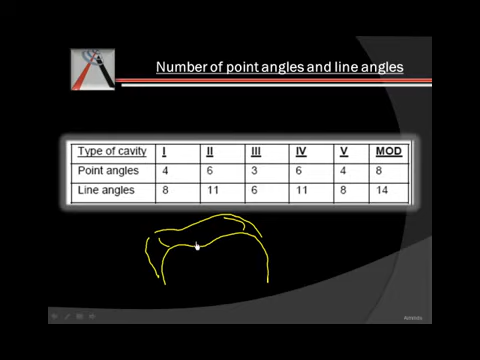 Number of point angles and line angles
Type of cavity I II III IV V MOD
Point angles 4 6 3 6 4 8
Line angles 8 11 6 11 8 14